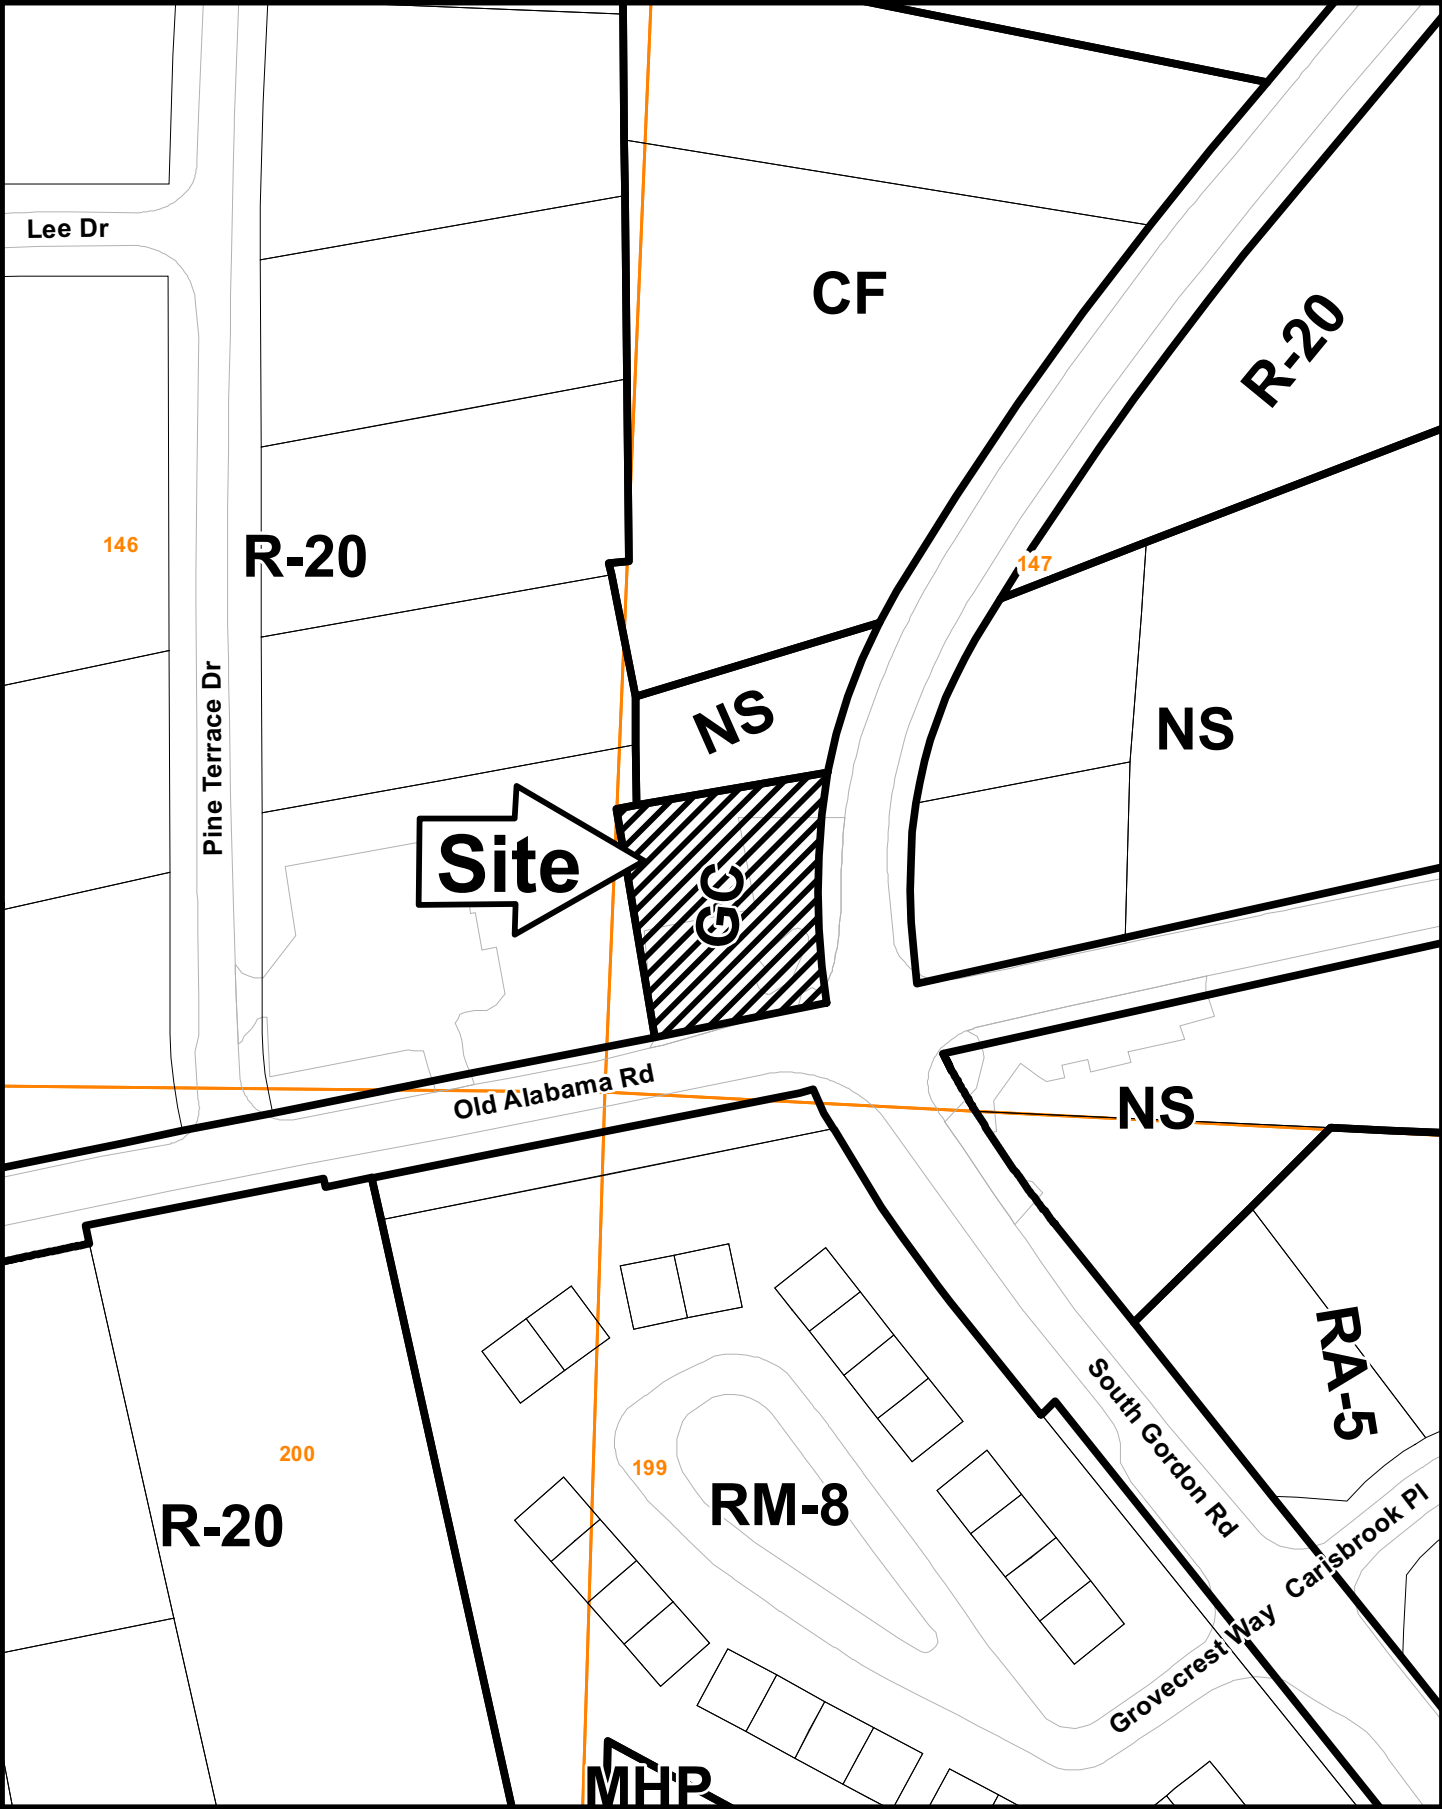 Lee Dr
CF
R-20
146
R-20
147
Pine Terrace Dr
NS
NS
Site
GC
Old Alabama Rd
NS
RA-5
South Gordon Rd
200
199
RM-8
R-20
Carisbrook Pl
Grovecrest Way
MHP